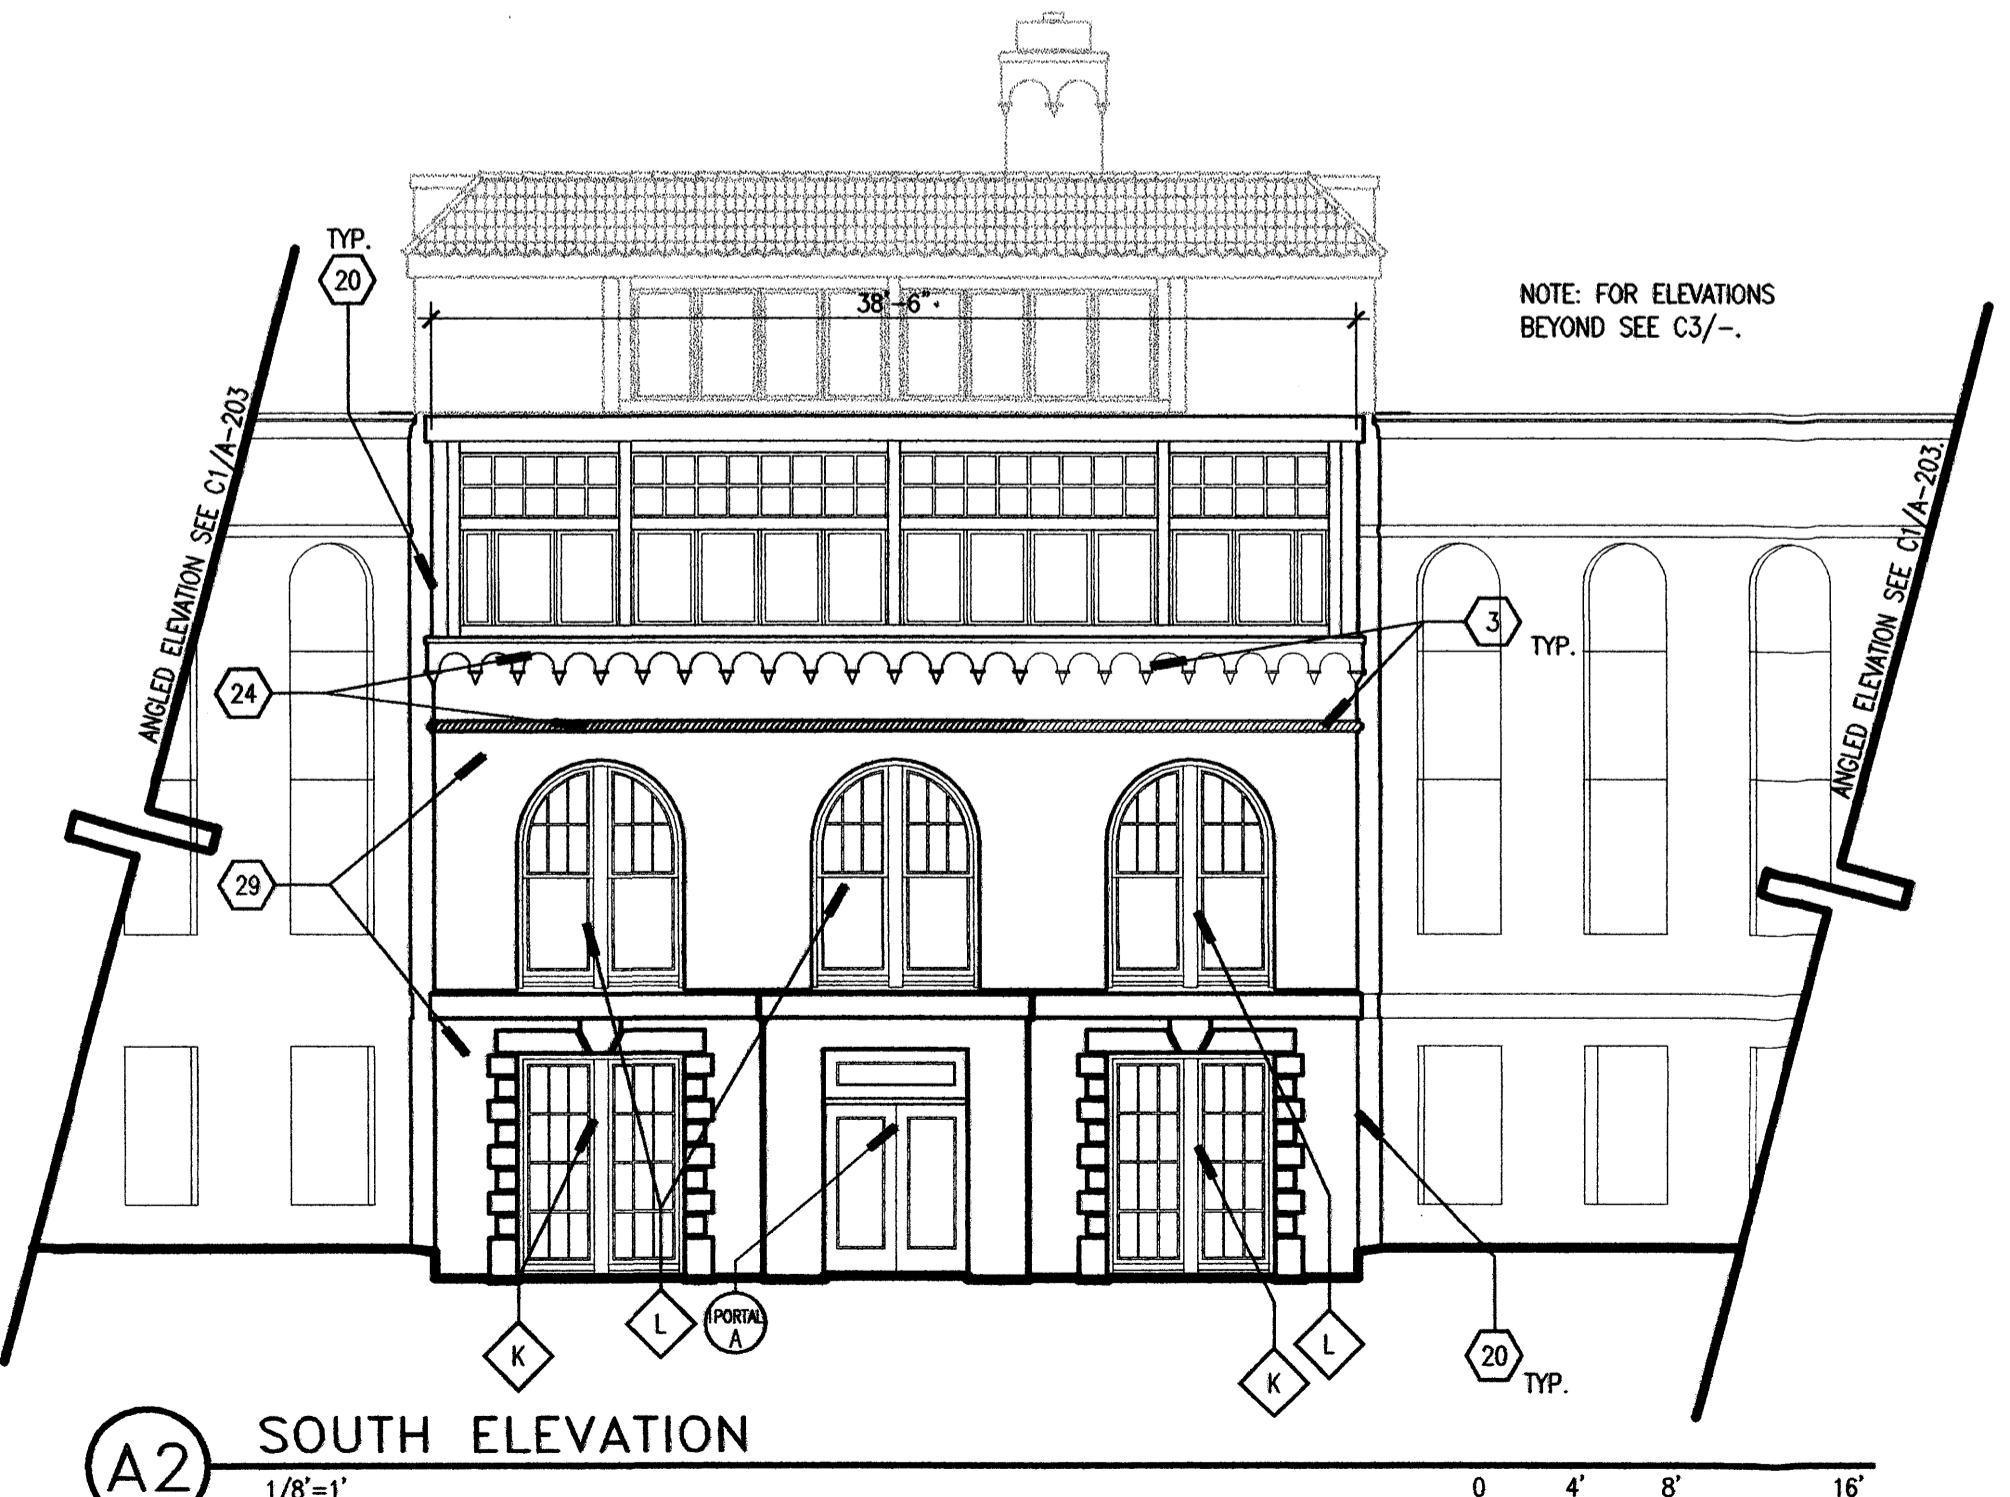 TYP.
20
38'-6"
NOTE: FOR ELEVATIONS
BEYOND SEE C3/-.
ANGLED ELEVATION SEE C1/A-203
ANGLED ELEVATION SEE C1/A-203.
3
TYP.
24
29
K
L
PORTAL
A
K
L
20
TYP.
A2
SOUTH ELEVATION
1/8'=1'
0 4' 8' 16'